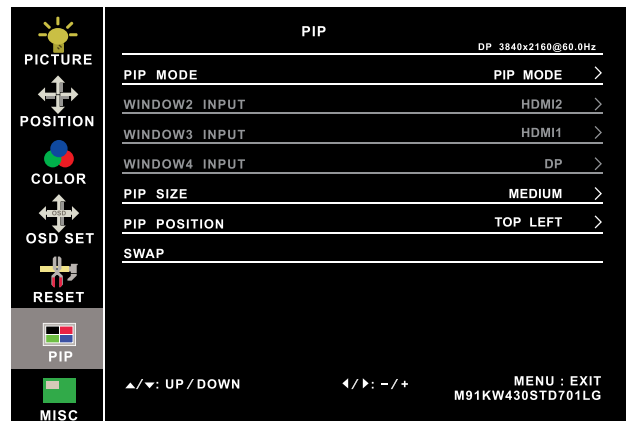 PIP
DP 3840x2160@60.0Hz
PICTURE
POSITION
COLOR
OSD
OSD SET
RESET
PIP
MISC
PIP MODE PIP MODE >
WINDOW2 INPUT HDMI2 >
WINDOW3 INPUT HDMI1 >
WINDOW4 INPUT DP >
PIP SIZE MEDIUM >
PIP POSITION TOP LEFT >
SWAP
▲/▼: UP / DOWN ◀/▶: − / + MENU : EXIT
M91KW430STD701LG